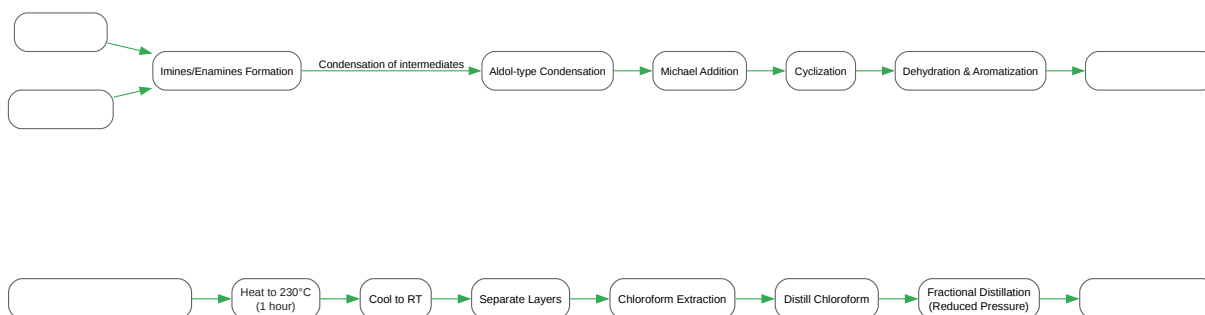 Imines/Enamines Formation
Condensation of intermediates
Aldol-type Condensation
Michael Addition
Cyclization
Dehydration & Aromatization
Heat to 230°C
(1 hour)
Cool to RT
Separate Layers
Chloroform Extraction
Distill Chloroform
Fractional Distillation
(Reduced Pressure)